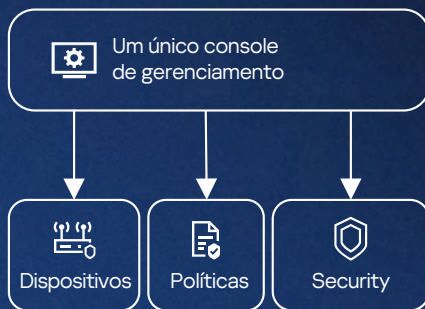 Um único console
de gerenciamento
Dispositivos
Políticas
Security